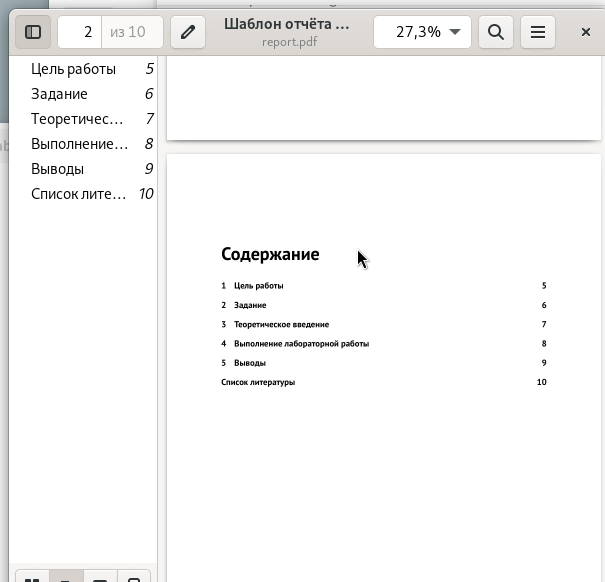 2 из 10
Шаблон отчёта ...
report.pdf
27,3%
Цель работы 5
Задание 6
Теоретичес... 7
Выполнение... 8
Выводы 9
Список лите... 10
Содержание
1 Цель работы 5
2 Задание 6
3 Теоретическое введение 7
4 Выполнение лабораторной работы 8
5 Выводы 9
Список литературы 10